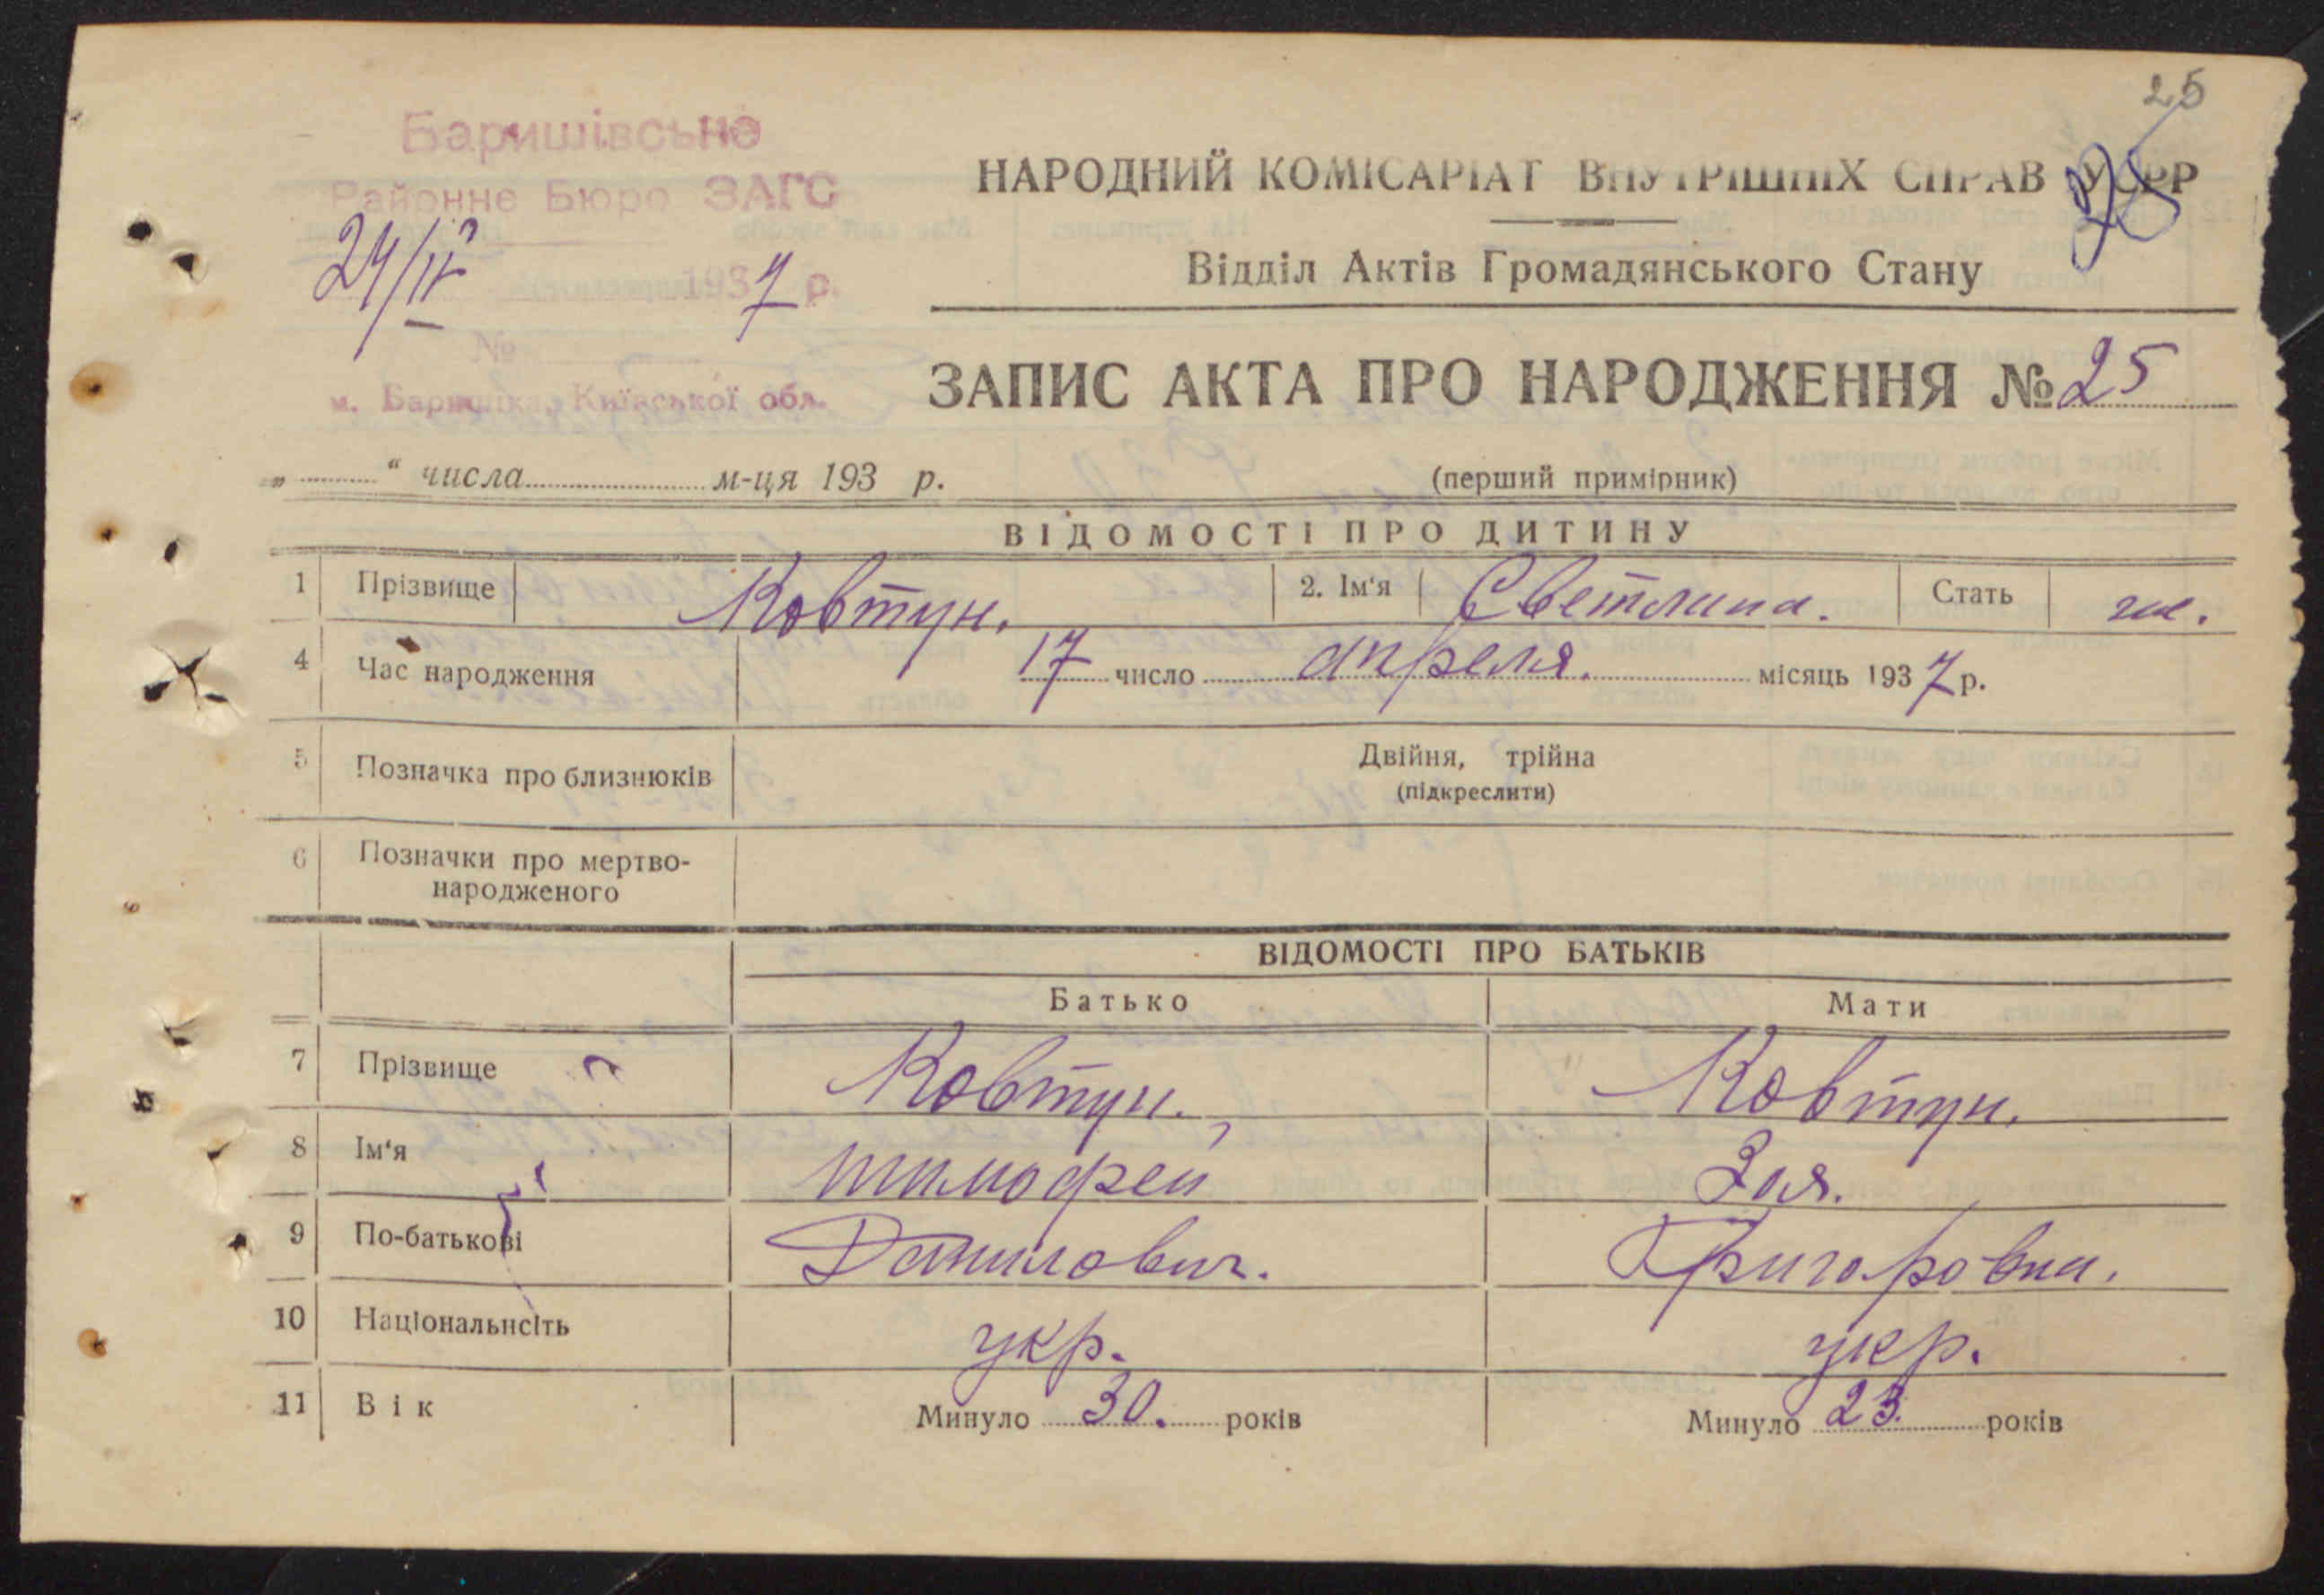 25
Баришівське
Районне Бюро ЗАГС
24/IV 1937 р.
№
м. Баришівка, Київської обл.
НАРОДНИЙ КОМІСАРІАТ ВНУТРІШНІХ СПРАВ УСРР
Відділ Актів Громадянського Стану
ЗАПИС АКТА ПРО НАРОДЖЕННЯ № 25
„ “ числа м-ця 193 р. (перший примірник)
ВІДОМОСТІ ПРО ДИТИНУ
1 Прізвище Ковтун. 2. Ім‘я Светлана. Стать ж.
4 Час народження 17 число апреля. місяць 1937 р.
5 Позначка про близнюків Двійня, трійна
(підкреслити)
6 Позначки про мертво-
народженого
ВІДОМОСТІ ПРО БАТЬКІВ
Батько Мати
7 Прізвище Ковтун. Ковтун.
8 Ім‘я Тимофей Зоя.
9 По-батькові Данилович. Григоровна.
10 Національнсіть укр. укр.
11 Вік Минуло 30. років Минуло 23. років